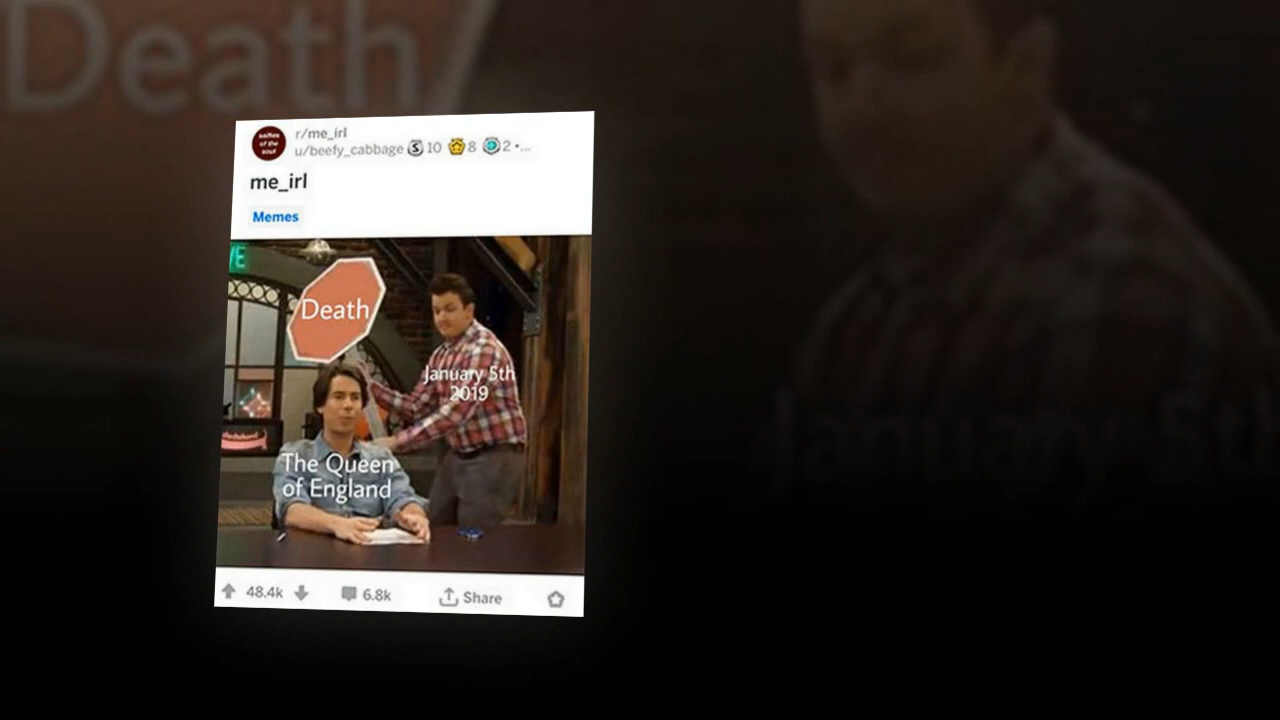 Death
r/me_irl
u/beefy_cabbage 10 8 2 •...
me_irl
Memes
Death
January 5th
2019
The Queen
of England
48.4k 6.8k Share
January 5t